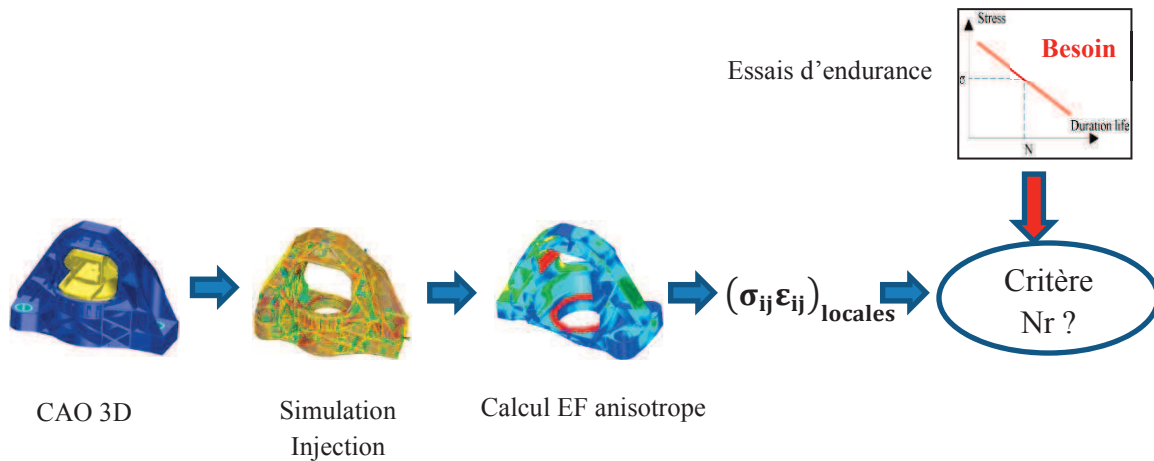 Stress
Besoin
Essais d'endurance
σ
Duration life
N
(σijεij)locales
Critère
Nr ?
CAO 3D
Simulation
Injection
Calcul EF anisotrope